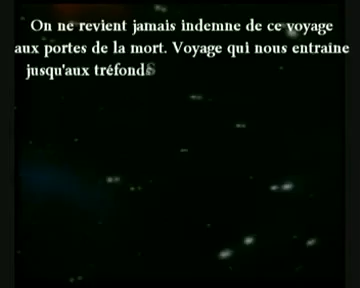 On ne revient jamais indemne de ce voyage
aux portes de la mort. Voyage qui nous entraine
jusqu'aux tréfonds